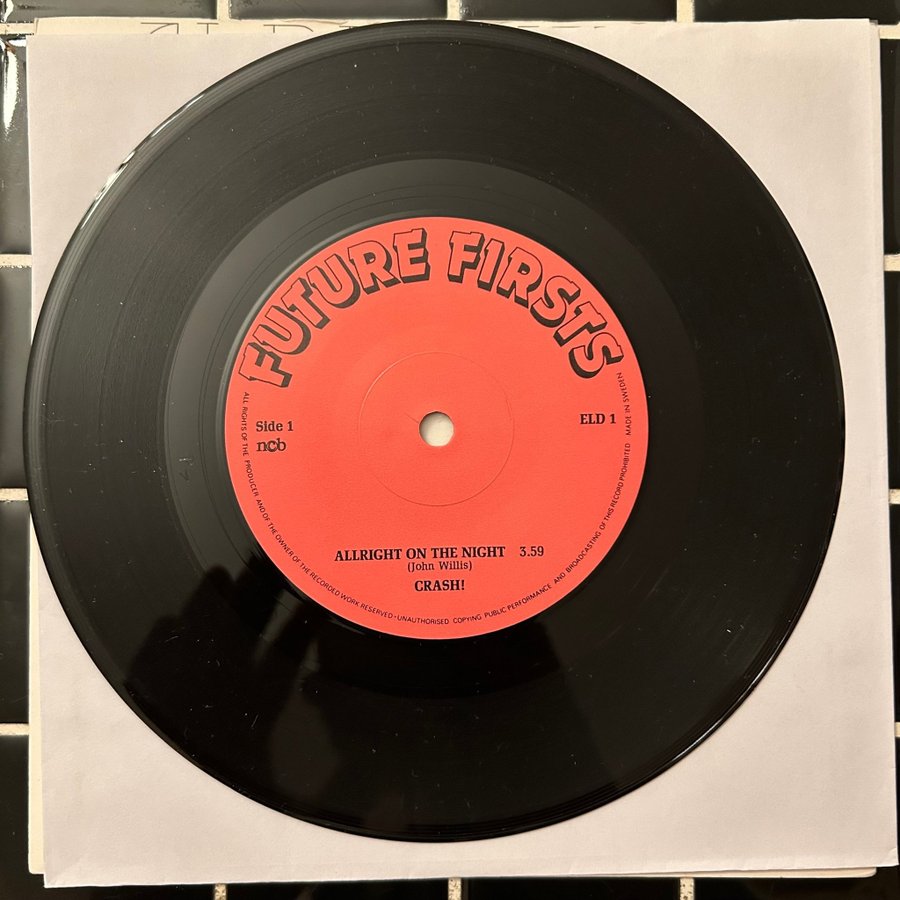 FUTURE FIRSTS
Side 1
ncb
ELD 1
ALLRIGHT ON THE NIGHT 3.59
(John Willis)
CRASH!
ALL RIGHTS OF THE PRODUCER AND OF THE OWNER OF THE RECORDED WORK RESERVED • UNAUTHORISED COPYING PUBLIC PERFORMANCE AND BROADCASTING OF THIS RECORD PROHIBITED MADE IN SWEDEN